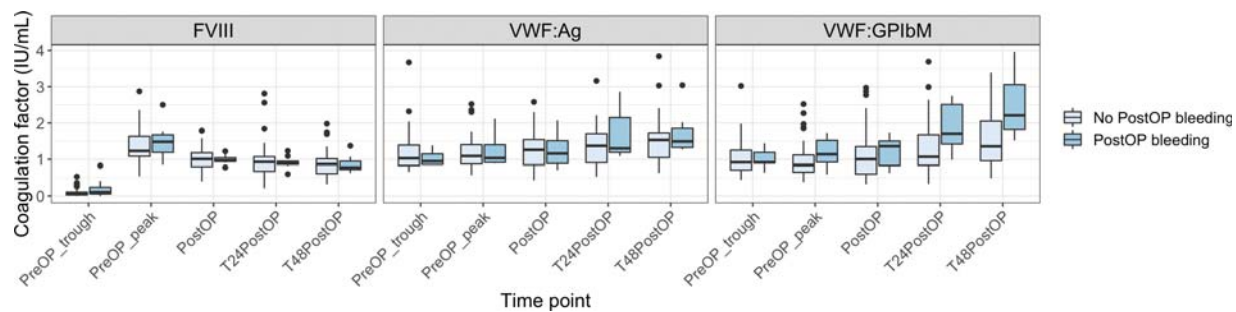 FVIII
VWF:Ag
VWF:GPIbM
Coagulation factor (IU/mL)
4
3
2
1
0
PreOP_trough
PreOP_peak
PostOP
T24PostOP
T48PostOP
PreOP_trough
PreOP_peak
PostOP
T24PostOP
T48PostOP
PreOP_trough
PreOP_peak
PostOP
T24PostOP
T48PostOP
Time point
No PostOP bleeding
PostOP bleeding